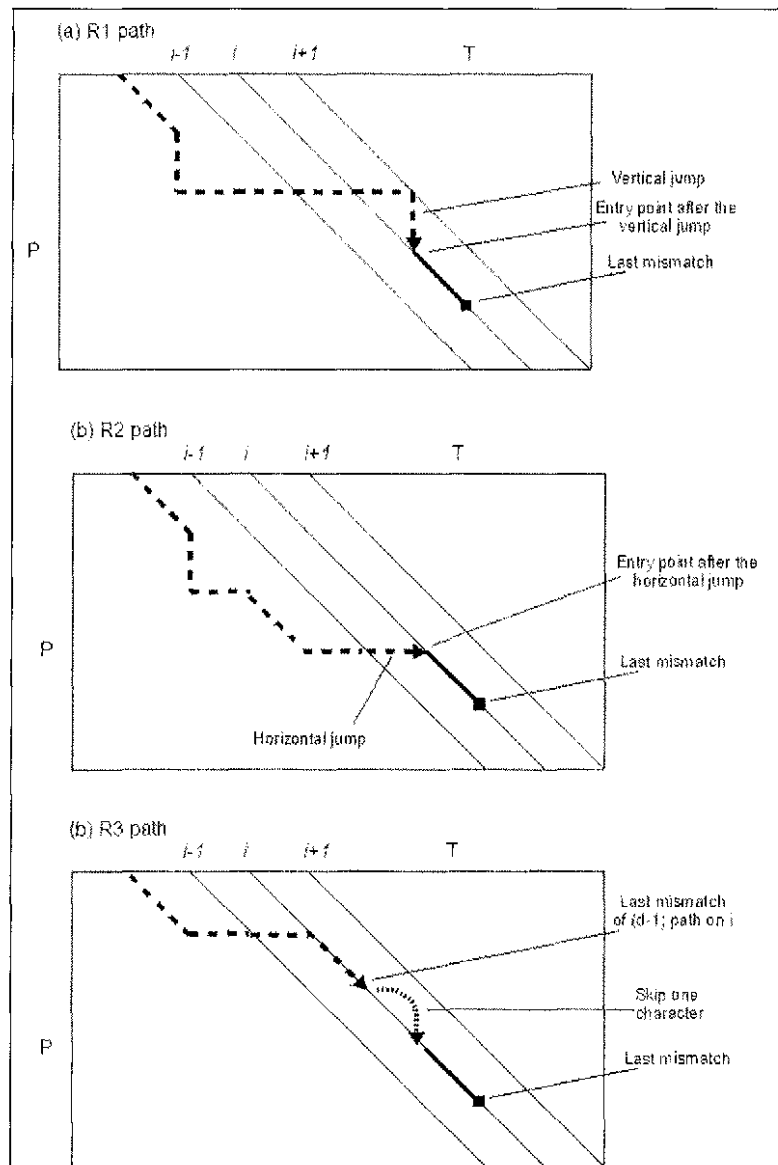 (a) R1 path
i-1 i i+1 T
Vertical jump
Entry point after the
vertical jump
P
Last mismatch
(b) R2 path
i-1 i i+1 T
Entry point after the
horizontal jump
P
Last mismatch
Horizontal jump
(b) R3 path
i-1 i i+1 T
Last mismatch
of (d-1; path on i
Skip one
character
P
Last mismatch